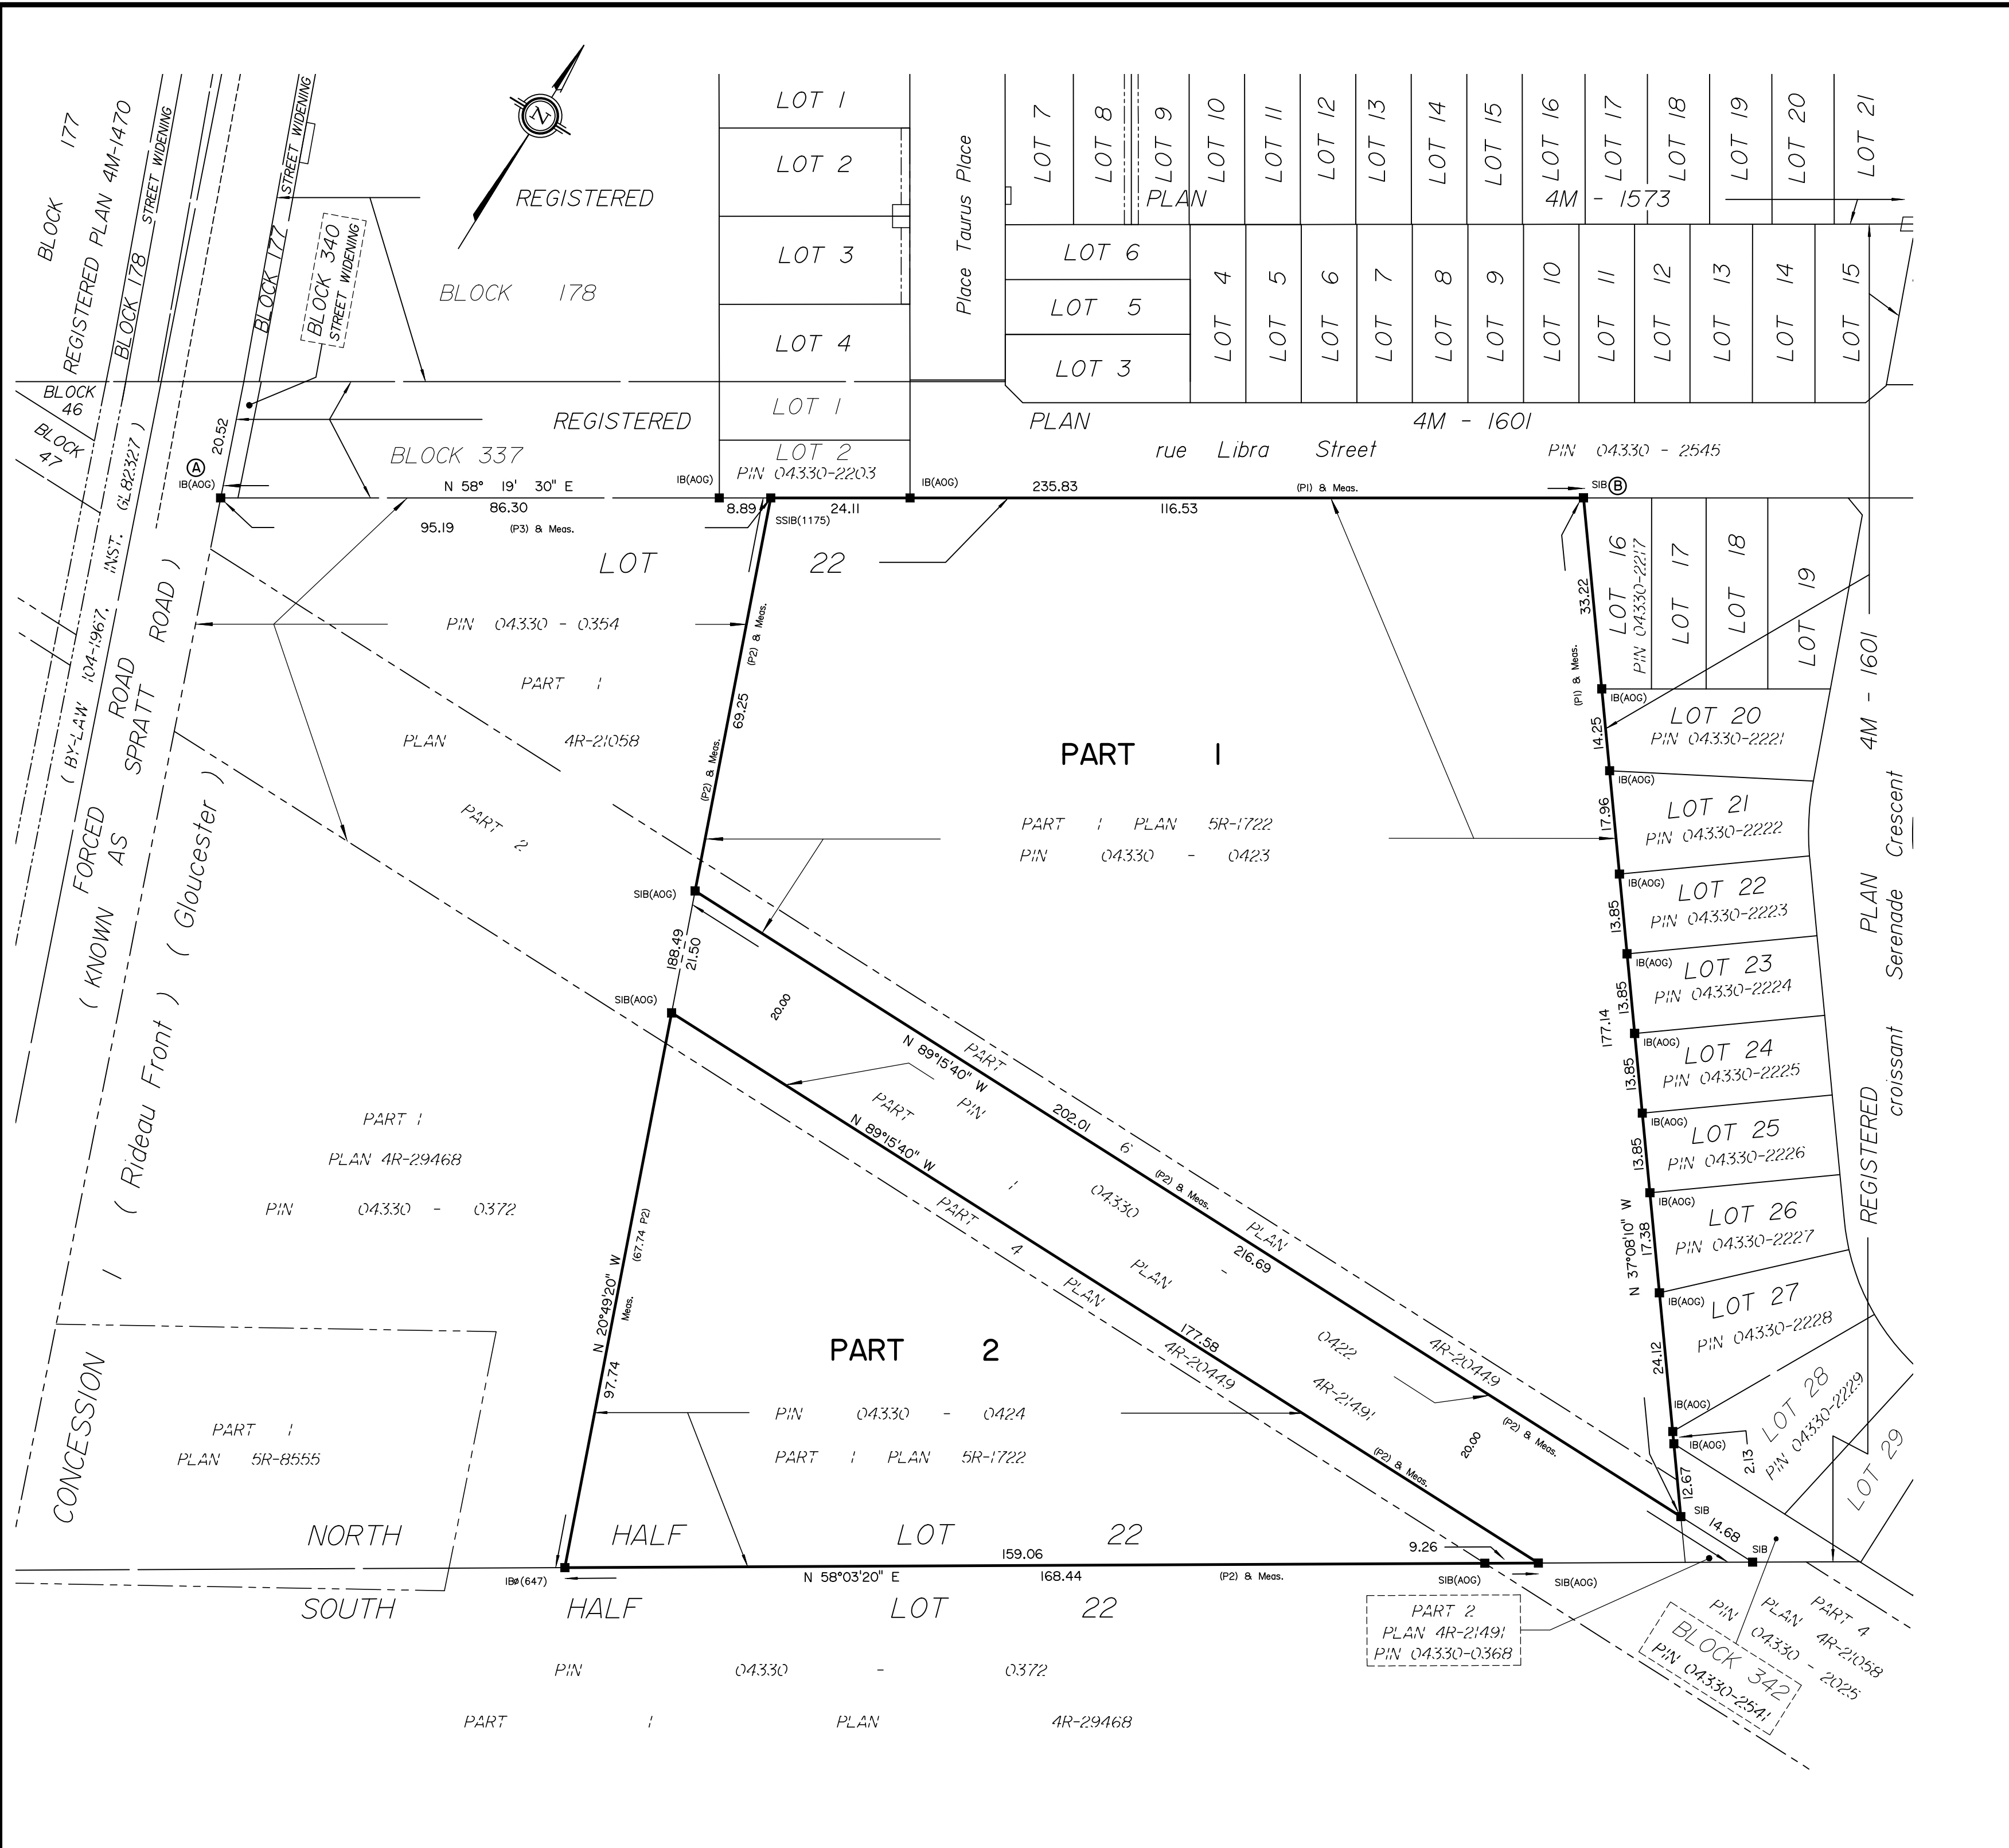 BLOCK 177
REGISTERED PLAN 4M-1470
BLOCK 178 STREET WIDENING
BLOCK 177 STREET WIDENING
BLOCK 340
STREET WIDENING
N
REGISTERED
BLOCK 178
LOT 1
LOT 2
LOT 3
LOT 4
LOT 1
LOT 2
PIN 04330-2203
Place Taurus Place
LOT 7
LOT 8
LOT 9
LOT 10
LOT 11
LOT 12
LOT 13
LOT 14
LOT 15
LOT 16
LOT 17
LOT 18
LOT 19
LOT 20
LOT 21
PLAN 4M - 1573
LOT 6
LOT 5
LOT 3
LOT 4
LOT 5
LOT 6
LOT 7
LOT 8
LOT 9
LOT 10
LOT 11
LOT 12
LOT 13
LOT 14
LOT 15
BLOCK
46
BLOCK
47
REGISTERED PLAN 4M - 1601
BLOCK 337
rue Libra Street PIN 04330 - 2545
20.52
A
IB(AOG)
N 58° 19' 30" E
86.30
95.19 (P3) & Meas.
IB(AOG)
8.89
SSIB(1175)
24.11
IB(AOG)
235.83 (P1) & Meas.
116.53
SIB B
LOT 22
( BY-LAW 104-1967, INST. GL82327 )
FORCED ROAD
( KNOWN AS SPRATT ROAD )
( Rideau Front ) ( Gloucester )
CONCESSION 1
PIN 04330 - 0354
PART 1
PLAN 4R-21058
PART 2
(P2) & Meas.
69.25
(P2) & Meas.
PART 1
PART 1 PLAN 5R-1722
PIN 04330 - 0423
33.22
(P1) & Meas.
LOT 16
PIN 04330-2217
LOT 17
LOT 18
LOT 19
IB(AOG)
14.25
LOT 20
PIN 04330-2221
IB(AOG)
17.96
LOT 21
PIN 04330-2222
IB(AOG)
13.85
LOT 22
PIN 04330-2223
IB(AOG)
13.85
177.14
LOT 23
PIN 04330-2224
IB(AOG)
13.85
LOT 24
PIN 04330-2225
IB(AOG)
13.85
LOT 25
PIN 04330-2226
IB(AOG)
N 37°08'10" W
17.38
LOT 26
PIN 04330-2227
IB(AOG)
24.12
LOT 27
PIN 04330-2228
IB(AOG)
IB(AOG)
2.13
LOT 28
PIN 04330-2229
LOT 29
12.67
SIB
14.68
SIB
REGISTERED PLAN 4M - 1601
croissant Serenade Crescent
SIB(AOG)
188.49
21.50
SIB(AOG)
20.00
N 89°15'40" W
202.01
(P2) & Meas.
216.69
PART 6 PLAN 4R-20449
PIN 04330 - 0422
PART 1 PLAN 4R-21491
N 89°15'40" W
177.58
PART 4 PLAN 4R-20449
(P2) & Meas.
(P2) & Meas.
20.00
PART 1
PLAN 4R-29468
PIN 04330 - 0372
N 20°49'20" W
97.74 Meas.
(67.74 P2)
PART 2
PIN 04330 - 0424
PART 1 PLAN 5R-1722
PART 1
PLAN 5R-8555
NORTH HALF LOT 22
IBø(647)
159.06
N 58°03'20" E 168.44 (P2) & Meas.
9.26
SIB(AOG)
SIB(AOG)
SOUTH HALF LOT 22
PART 2
PLAN 4R-21491
PIN 04330-0368
PIN 04330 - 0372
PART 1 PLAN 4R-29468
BLOCK 342
PIN 04330-2541
PIN 04330 - 2025
PLAN 4R-21058
PART 4